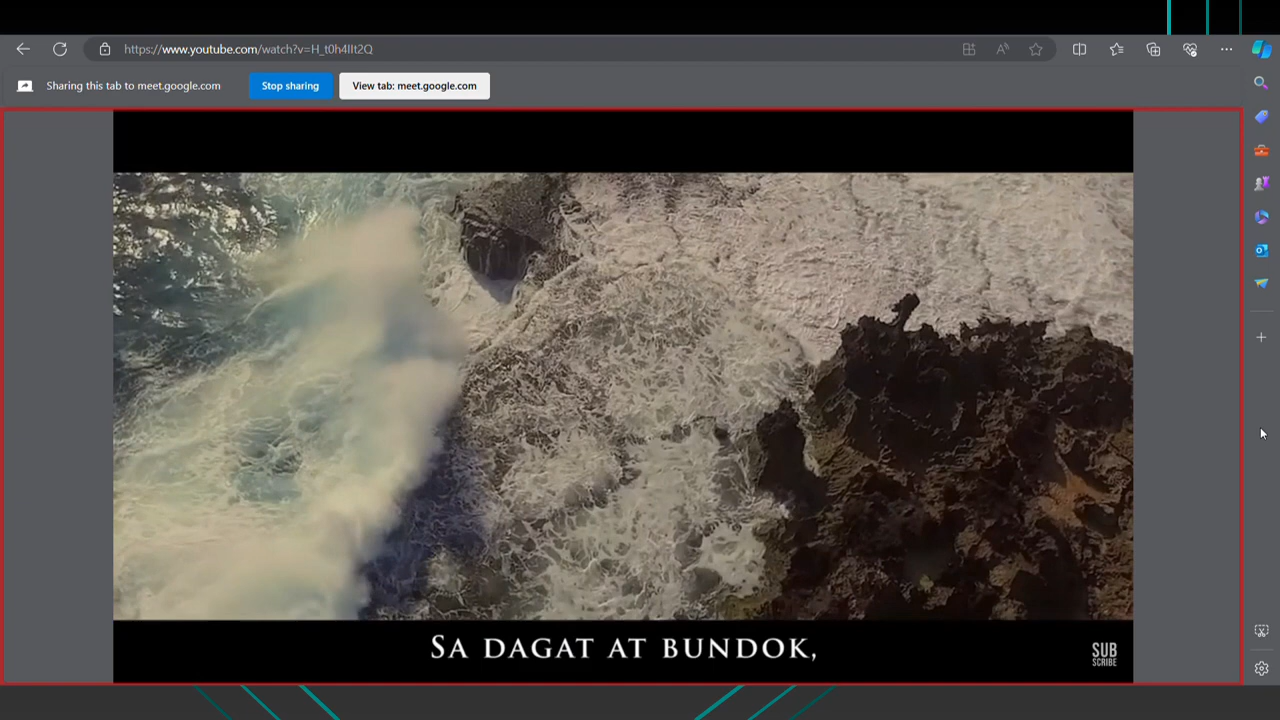 https://www.youtube.com/watch?v=H_t0h4lIt2Q
Sharing this tab to meet.google.com
Stop sharing
View tab: meet.google.com
SA DAGAT AT BUNDOK,
SUB
SCRIBE